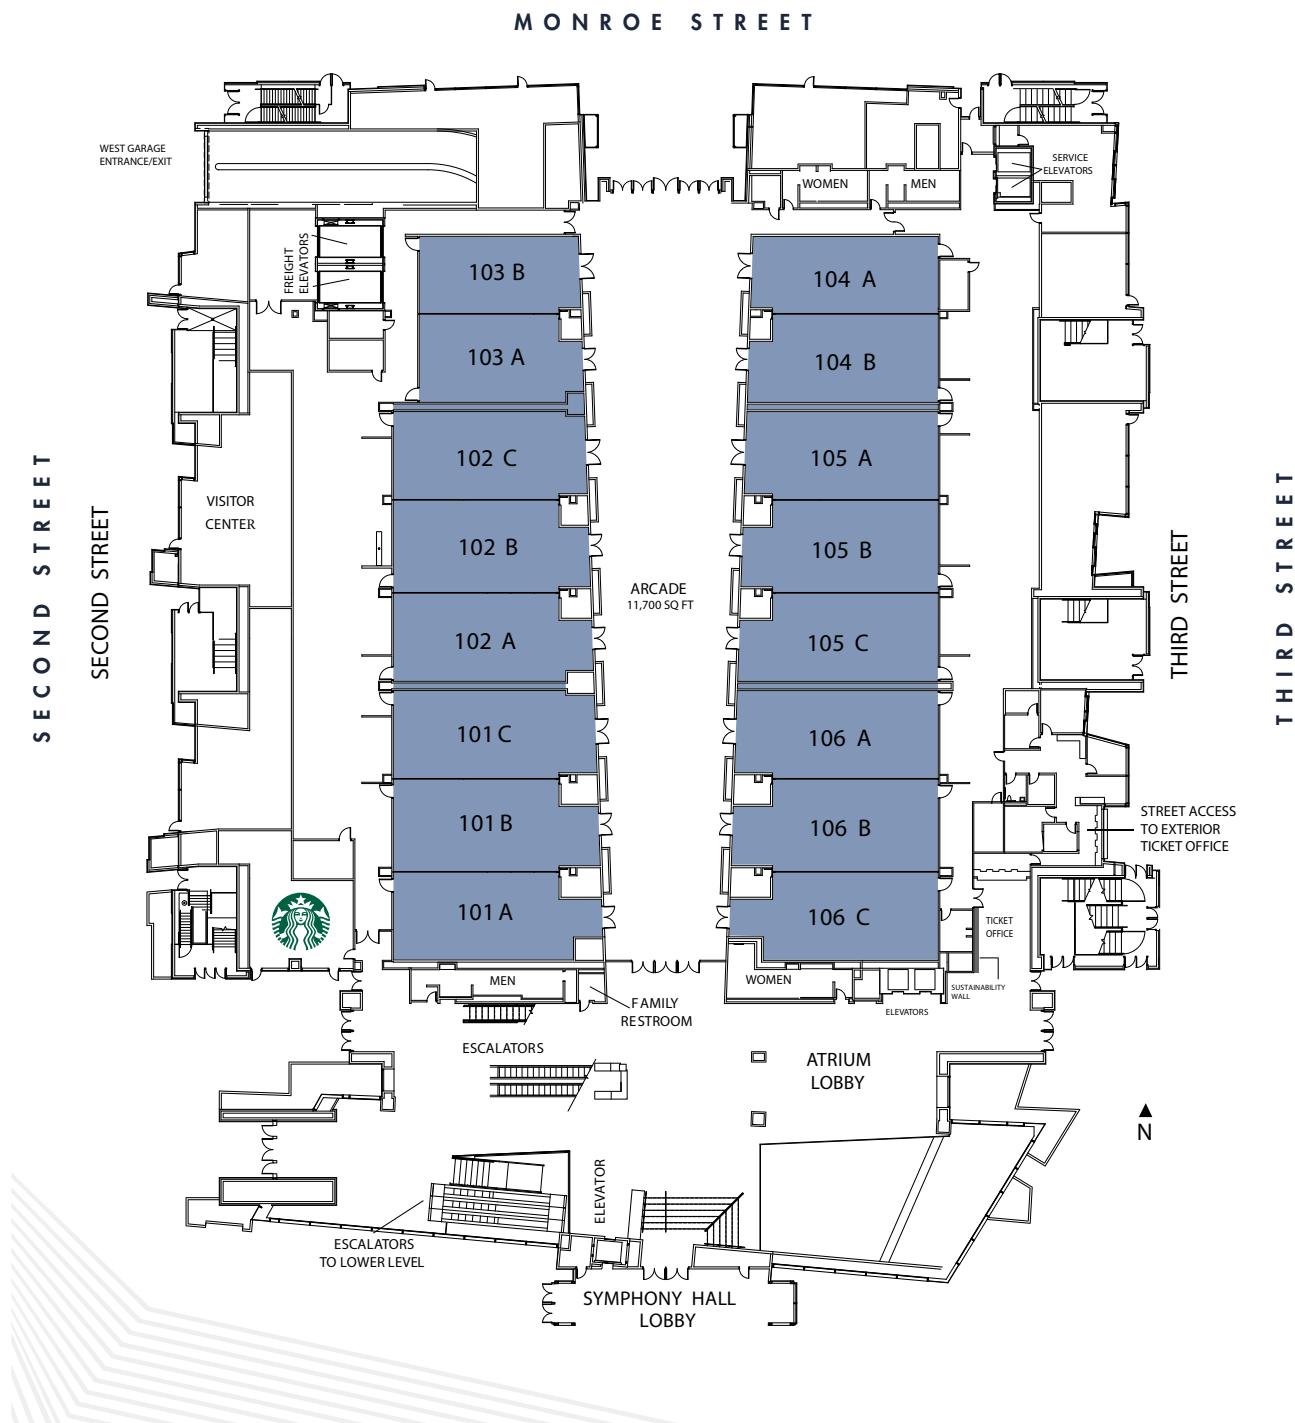 MONROE STREET
WEST GARAGE
ENTRANCE/EXIT
WOMEN
MEN
SERVICE
ELEVATORS
FREIGHT
ELEVATORS
103 B
104 A
103 A
104 B
102 C
105 A
SECOND STREET
SECOND STREET
VISITOR
CENTER
102 B
105 B
ARCADE
11,700 SQ FT
THIRD STREET
THIRD STREET
102 A
105 C
101 C
106 A
101 B
106 B
STREET ACCESS
TO EXTERIOR
TICKET OFFICE
101 A
106 C
TICKET
OFFICE
MEN
WOMEN
SUSTAINABILITY
WALL
FAMILY
RESTROOM
ELEVATORS
ESCALATORS
ATRIUM
LOBBY
N
ELEVATOR
ESCALATORS
TO LOWER LEVEL
SYMPHONY HALL
LOBBY